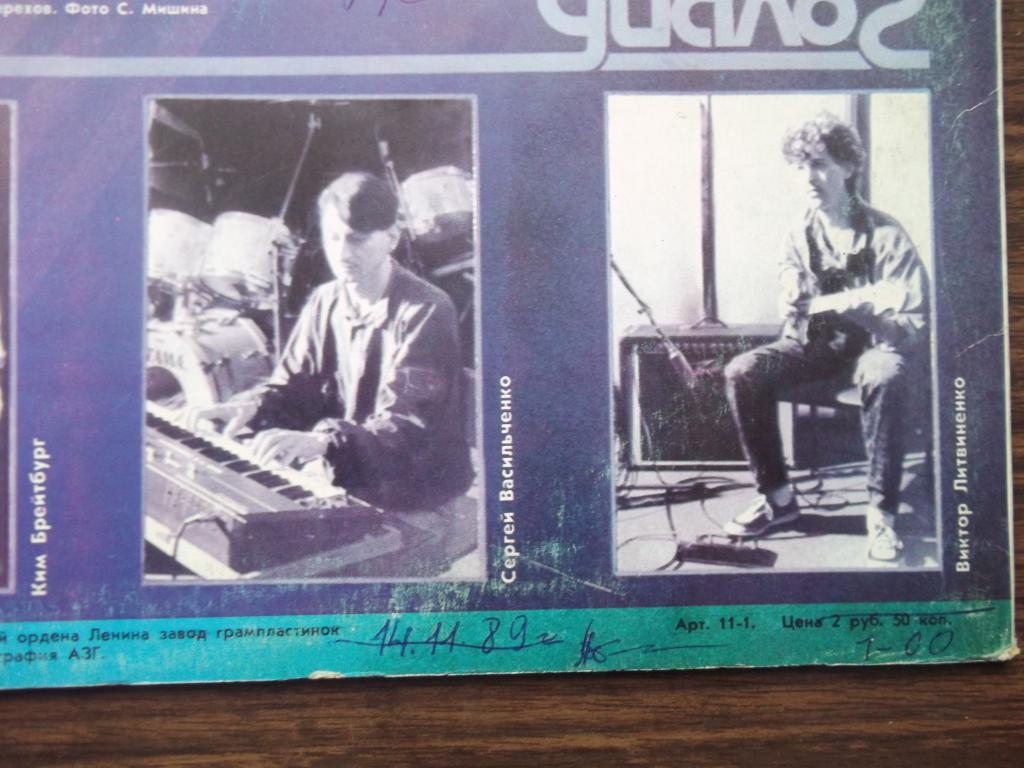 ерехов. Фото С. Мишина
Диалог
TAMA
Ким Брейтбург
Сергей Васильченко
Виктор Литвиненко
й ордена Ленина завод грампластинок
графия АЗГ.
14.11.89г
Арт. 11-1. Цена 2 руб. 50 коп.
1-00